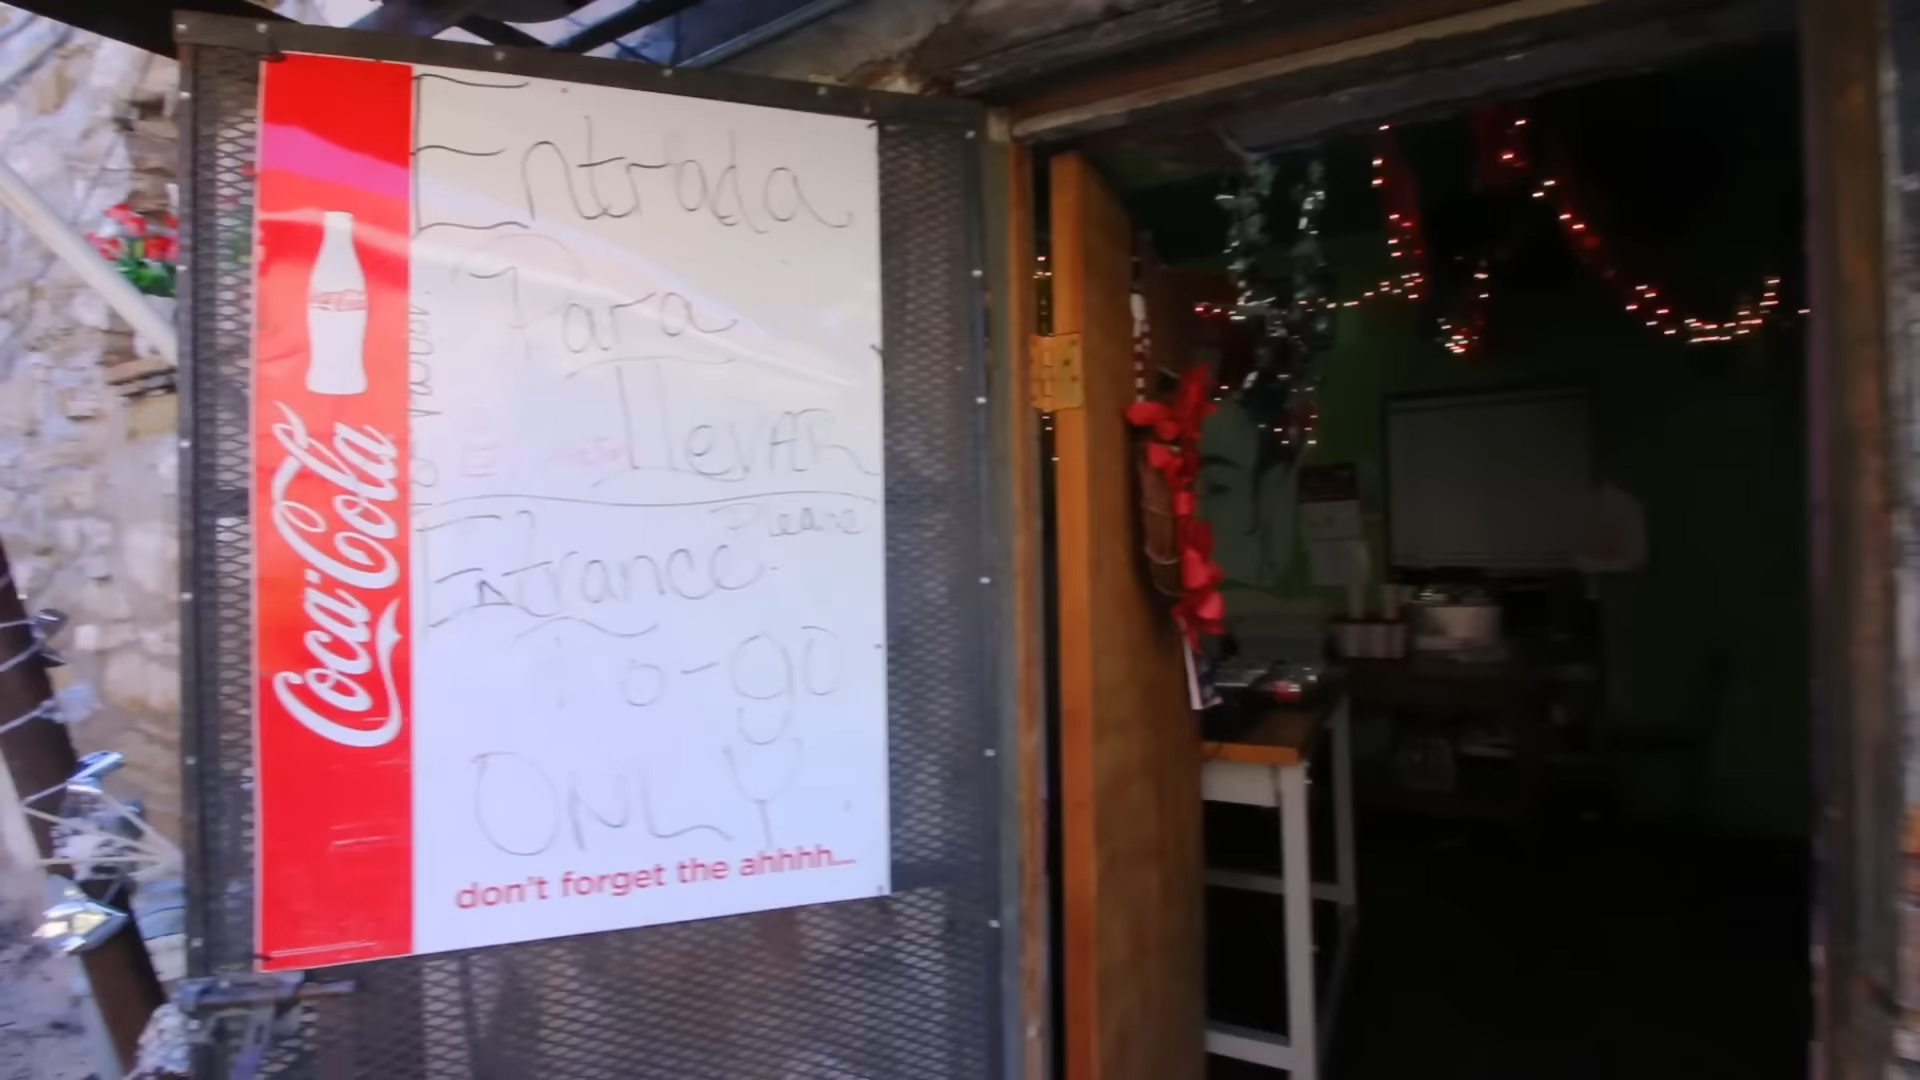 Coca-Cola
Entrada
Para
llevAR
Please
Entrance
To-go
ONLY
don't forget the ahhhh...